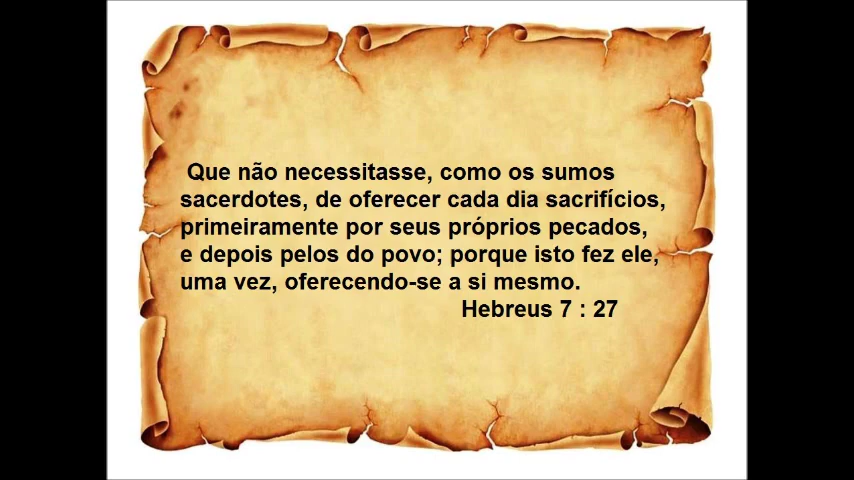 Que não necessitasse, como os sumos
sacerdotes, de oferecer cada dia sacrifícios,
primeiramente por seus próprios pecados,
e depois pelos do povo; porque isto fez ele,
uma vez, oferecendo-se a si mesmo.
Hebreus 7 : 27